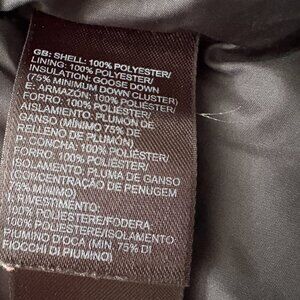 GB: SHELL: 100% POLYESTER/
LINING: 100% POLYESTER/
INSULATION: GOOSE DOWN
(75% MINIMUM DOWN CLUSTER)
E: ARMAZON: 100% POLIÉSTER/
FORRO: 100% POLIÉSTER/
AISLAMIENTO: PLUMÓN DE
GANSO (MÍNIMO 75% DE
RELLENO DE PLUMÓN)
P: CONCHA: 100% POLIÉSTER/
FORRO: 100% POLIÉSTER/
ISOLAMENTO: PLUMA DE GANSO
(CONCENTRAÇÃO DE PENUGEM
75% MÍNIMO)
I: RIVESTIMENTO:
100% POLIESTERE/FODERA:
100% POLIESTERE/ISOLAMENTO:
PIUMINO D'OCA (MIN. 75% DI
FIOCCHI DI PIUMINO)